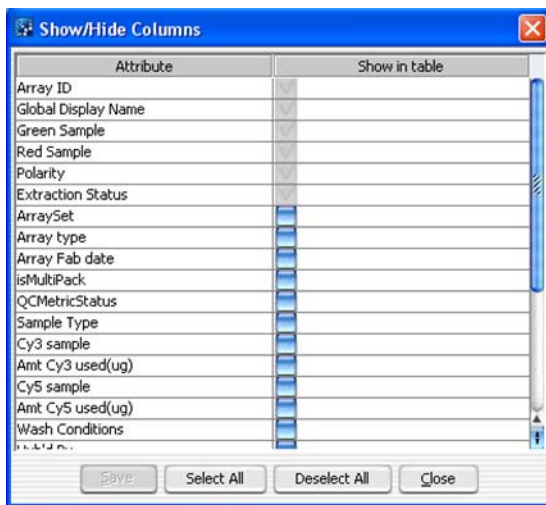 Show/Hide Columns
Attribute Show in table
Array ID
Global Display Name
Green Sample
Red Sample
Polarity
Extraction Status
ArraySet
Array type
Array Fab date
isMultiPack
QCMetricStatus
Sample Type
Cy3 sample
Amt Cy3 used(ug)
Cy5 sample
Amt Cy5 used(ug)
Wash Conditions
Save Select All Deselect All Close